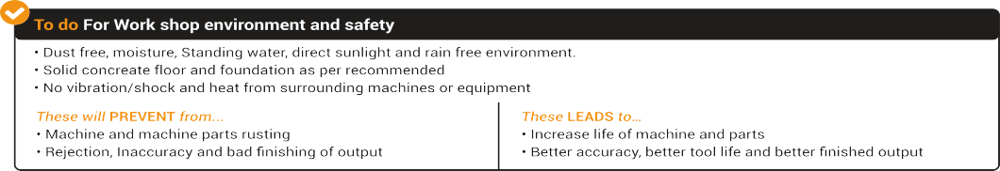 To do For Work shop environment and safety
• Dust free, moisture, Standing water, direct sunlight and rain free environment.
• Solid concreate floor and foundation as per recommended
• No vibration/shock and heat from surrounding machines or equipment
These will PREVENT from...
• Machine and machine parts rusting
• Rejection, Inaccuracy and bad finishing of output
These LEADS to...
• Increase life of machine and parts
• Better accuracy, better tool life and better finished output